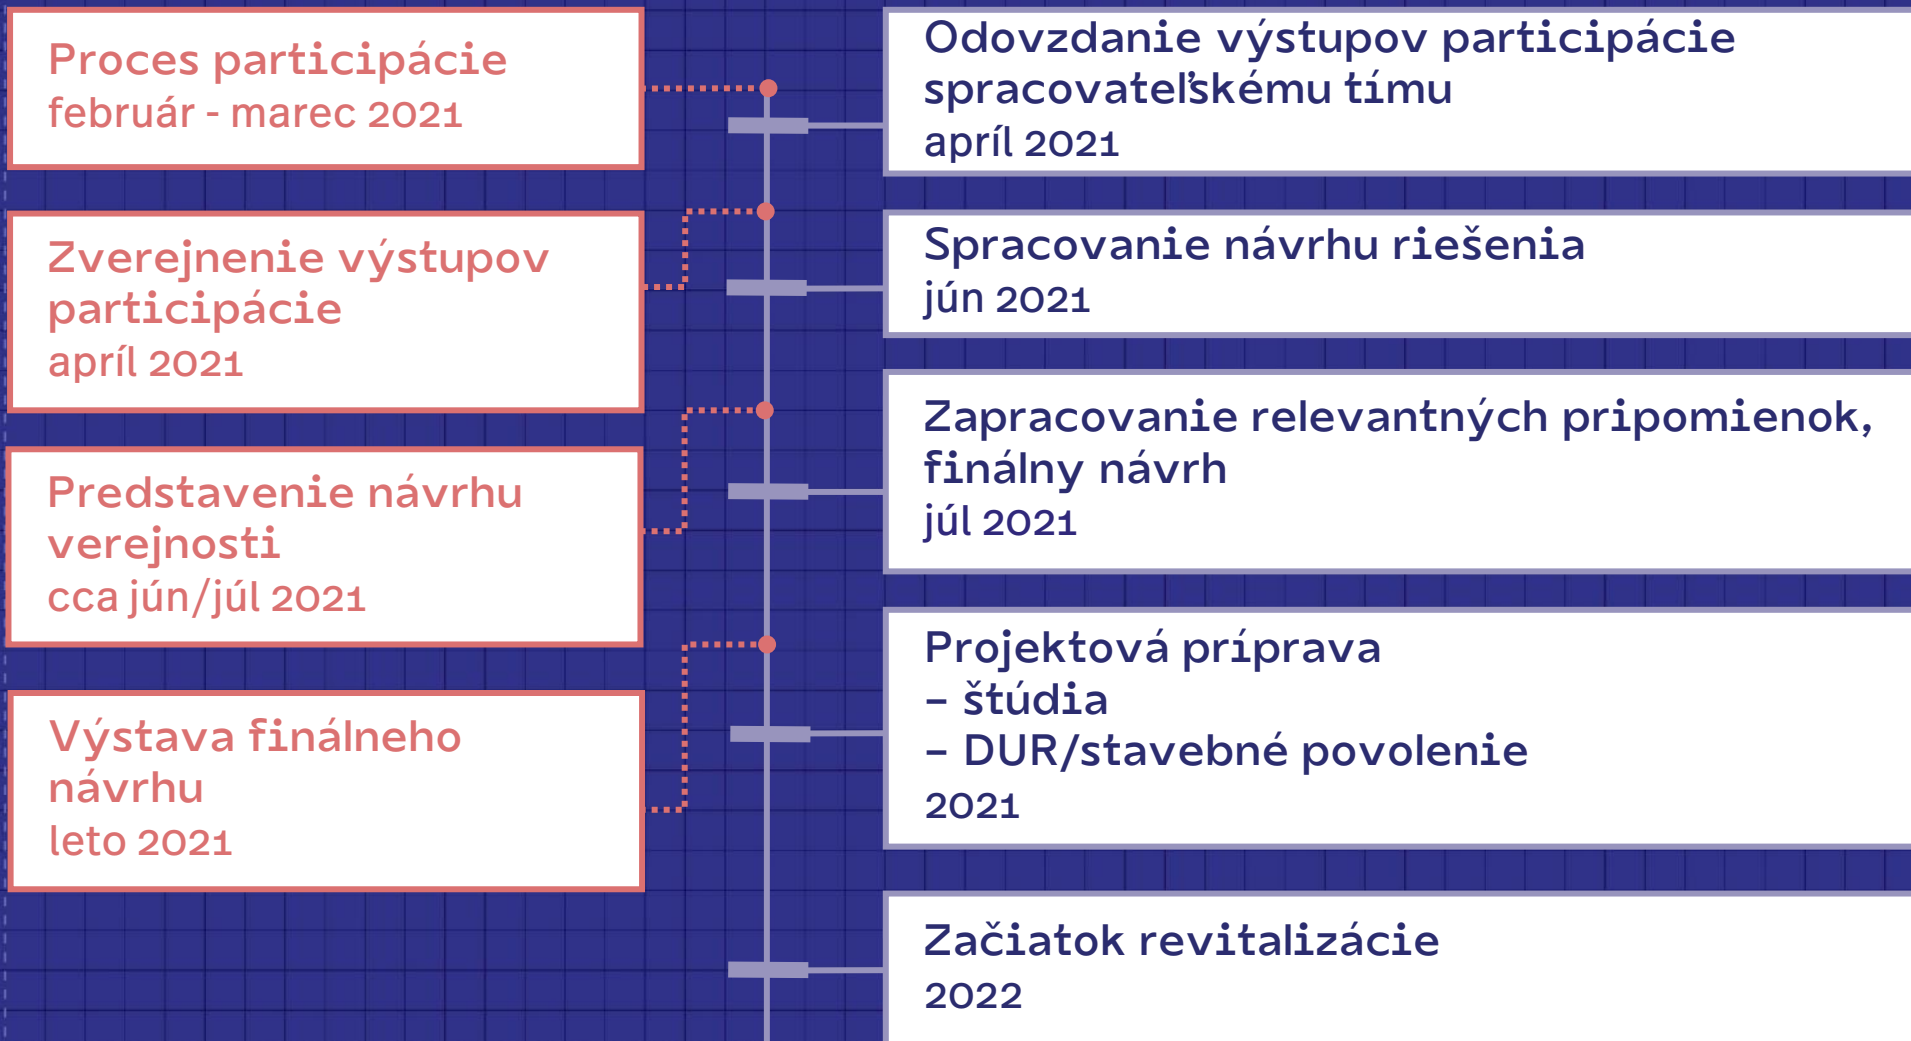 Proces participácie
február - marec 2021
Zverejnenie výstupov
participácie
apríl 2021
Predstavenie návrhu
verejnosti
cca jún/júl 2021
Výstava finálneho
návrhu
leto 2021
Odovzdanie výstupov participácie
spracovateľskému tímu
apríl 2021
Spracovanie návrhu riešenia
jún 2021
Zapracovanie relevantných pripomienok,
finálny návrh
júl 2021
Projektová príprava
– štúdia
– DUR/stavebné povolenie
2021
Začiatok revitalizácie
2022